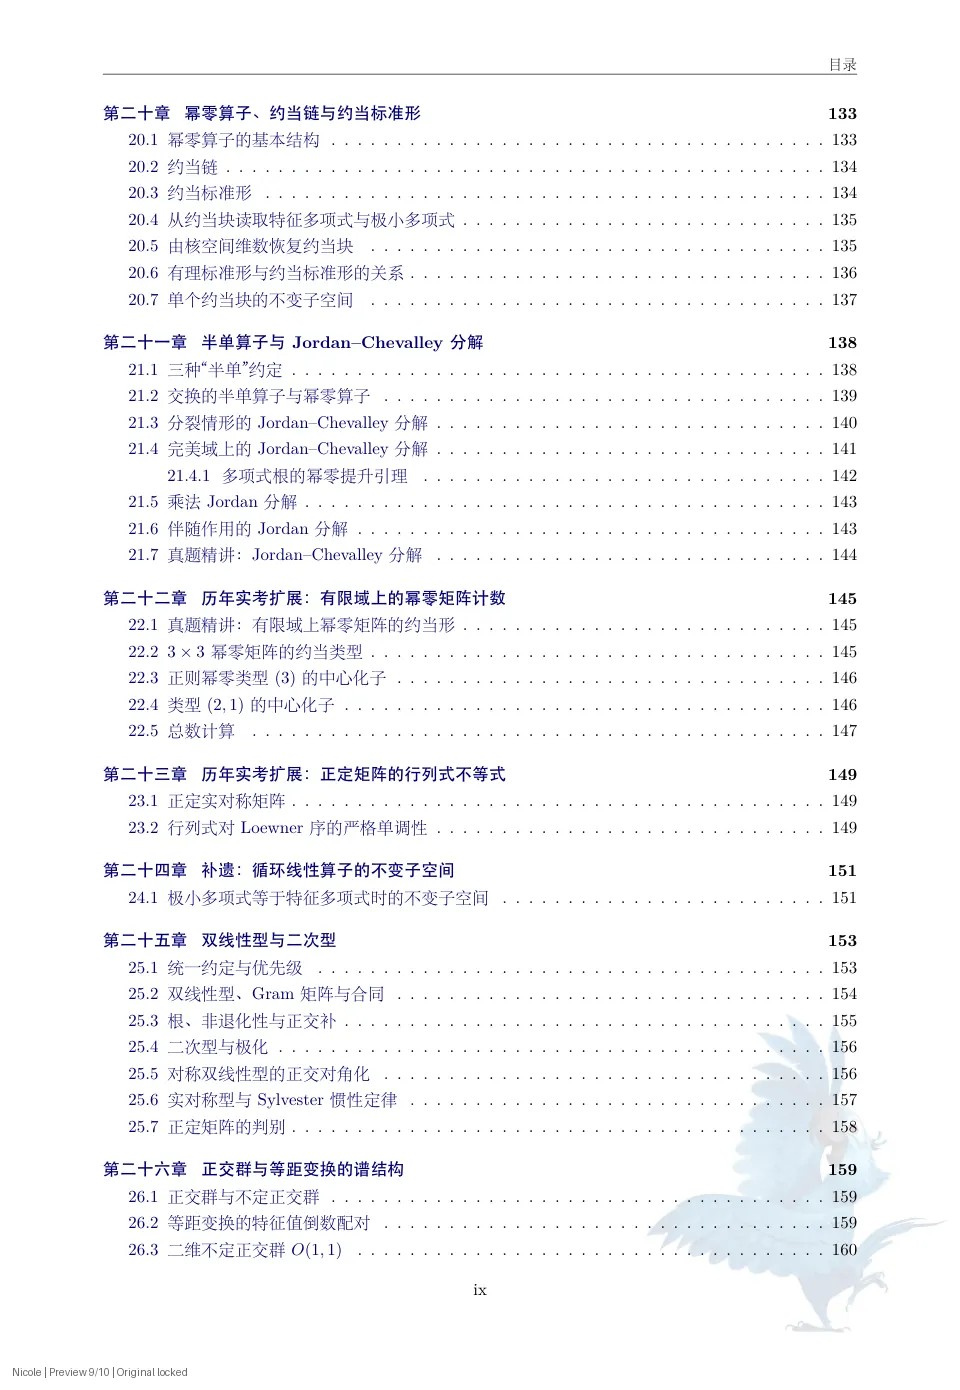 目录
第二十章 幂零算子、约当链与约当标准形 133
20.1 幂零算子的基本结构 . . . . . . . . . . 133
20.2 约当链 . . . . . . . . . . 134
20.3 约当标准形 . . . . . . . . . . 134
20.4 从约当块读取特征多项式与极小多项式 . . . . . . . . . . 135
20.5 由核空间维数恢复约当块 . . . . . . . . . . 135
20.6 有理标准形与约当标准形的关系 . . . . . . . . . . 136
20.7 单个约当块的不变子空间 . . . . . . . . . . 137
第二十一章 半单算子与 Jordan–Chevalley 分解 138
21.1 三种“半单”约定 . . . . . . . . . . 138
21.2 交换的半单算子与幂零算子 . . . . . . . . . . 139
21.3 分裂情形的 Jordan–Chevalley 分解 . . . . . . . . . . 140
21.4 完美域上的 Jordan–Chevalley 分解 . . . . . . . . . . 141
21.4.1 多项式根的幂零提升引理 . . . . . . . . . . 142
21.5 乘法 Jordan 分解 . . . . . . . . . . 143
21.6 伴随作用的 Jordan 分解 . . . . . . . . . . 143
21.7 真题精讲：Jordan–Chevalley 分解 . . . . . . . . . . 144
第二十二章 历年实考扩展：有限域上的幂零矩阵计数 145
22.1 真题精讲：有限域上幂零矩阵的约当形 . . . . . . . . . . 145
22.2 3 × 3 幂零矩阵的约当类型 . . . . . . . . . . 145
22.3 正则幂零类型 (3) 的中心化子 . . . . . . . . . . 146
22.4 类型 (2, 1) 的中心化子 . . . . . . . . . . 146
22.5 总数计算 . . . . . . . . . . 147
第二十三章 历年实考扩展：正定矩阵的行列式不等式 149
23.1 正定实对称矩阵 . . . . . . . . . . 149
23.2 行列式对 Loewner 序的严格单调性 . . . . . . . . . . 149
第二十四章 补遗：循环线性算子的不变子空间 151
24.1 极小多项式等于特征多项式时的不变子空间 . . . . . . . . . . 151
第二十五章 双线性型与二次型 153
25.1 统一约定与优先级 . . . . . . . . . . 153
25.2 双线性型、Gram 矩阵与合同 . . . . . . . . . . 154
25.3 根、非退化性与正交补 . . . . . . . . . . 155
25.4 二次型与极化 . . . . . . . . . . 156
25.5 对称双线性型的正交对角化 . . . . . . . . . . 156
25.6 实对称型与 Sylvester 惯性定律 . . . . . . . . . . 157
25.7 正定矩阵的判别 . . . . . . . . . . 158
第二十六章 正交群与等距变换的谱结构 159
26.1 正交群与不定正交群 . . . . . . . . . . 159
26.2 等距变换的特征值倒数配对 . . . . . . . . . . 159
26.3 二维不定正交群 O(1, 1) . . . . . . . . . . 160
ix
Nicole | Preview 9/10 | Original locked